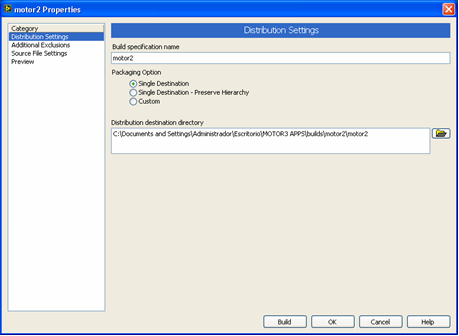 motor2 Properties
Category
Distribution Settings
Additional Exclusions
Source File Settings
Preview
Distribution Settings
Build specification name
motor2
Packaging Option
Single Destination
Single Destination - Preserve Hierarchy
Custom
Distribution destination directory
C:\Documents and Settings\Administrador\Escritorio\MOTOR3 APPS\builds\motor2\motor2
Build
OK
Cancel
Help